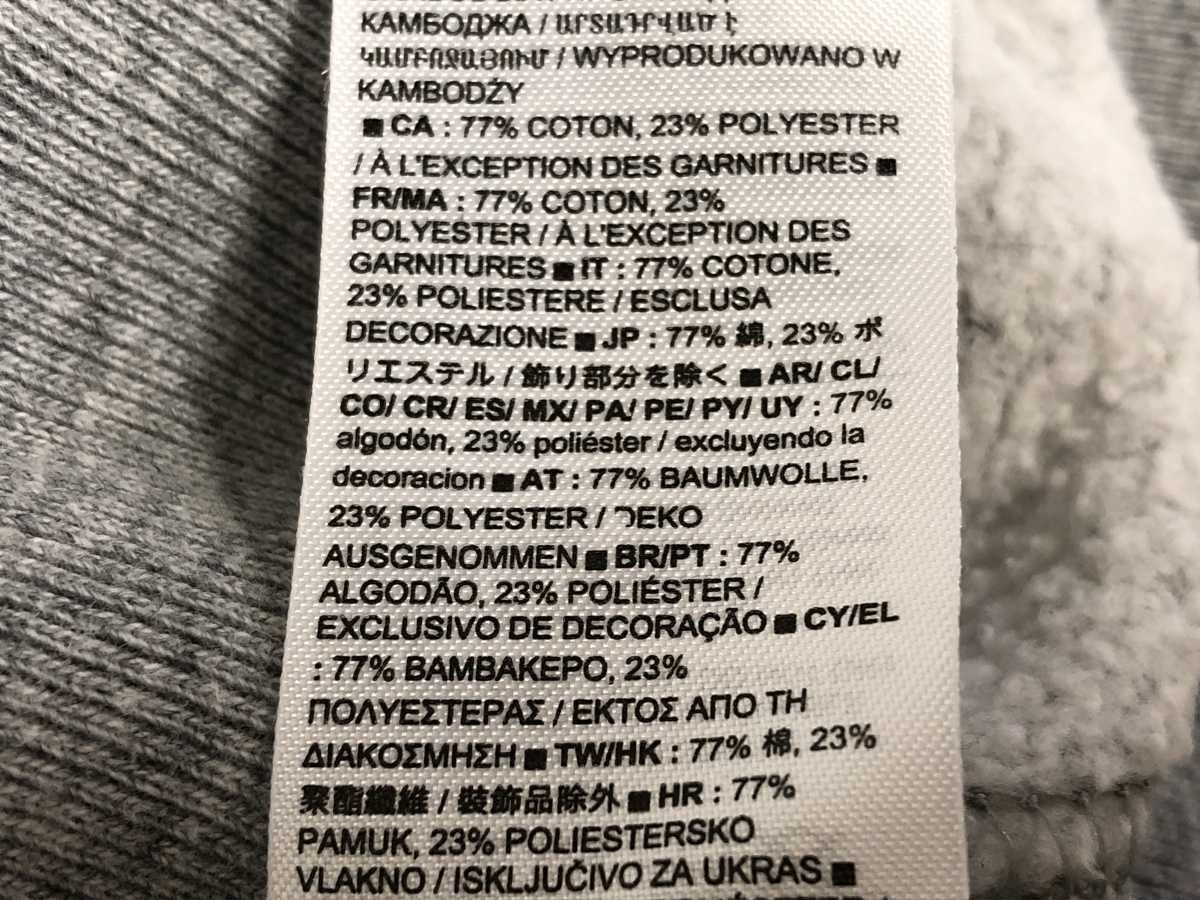 КАМБОДЖА / ԱՐՏԱԴՐՎԱԾ Է
ԿԱՄԲՈՋԱՅՈՒՄ / WYPRODUKOWANO W
KAMBODŻY
■ CA : 77% COTON, 23% POLYESTER
/ À L'EXCEPTION DES GARNITURES ■
FR/MA : 77% COTON, 23%
POLYESTER / À L'EXCEPTION DES
GARNITURES ■ IT : 77% COTONE,
23% POLIESTERE / ESCLUSA
DECORAZIONE ■ JP : 77% 綿, 23% ポ
リエステル / 飾り部分を除く ■ AR/ CL/
CO/ CR/ ES/ MX/ PA/ PE/ PY/ UY : 77%
algodón, 23% poliéster / excluyendo la
decoracion ■ AT : 77% BAUMWOLLE,
23% POLYESTER / DEKO
AUSGENOMMEN ■ BR/PT : 77%
ALGODÃO, 23% POLIÉSTER /
EXCLUSIVO DE DECORAÇÃO ■ CY/EL
: 77% ΒΑΜΒΑΚΕΡΟ, 23%
ΠΟΛΥΕΣΤΕΡΑΣ / ΕΚΤΟΣ ΑΠΟ ΤΗ
ΔΙΑΚΟΣΜΗΣΗ ■ TW/HK : 77% 棉, 23%
聚酯纖維 / 裝飾品除外 ■ HR : 77%
PAMUK, 23% POLIESTERSKO
VLAKNO / ISKLJUČIVO ZA UKRAS ■